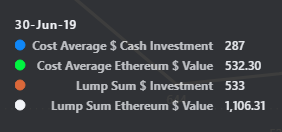 30-Jun-19
Cost Average $ Cash Investment 287
Cost Average Ethereum $ Value 532.30
Lump Sum $ Investment 533
Lump Sum Ethereum $ Value 1,106.31